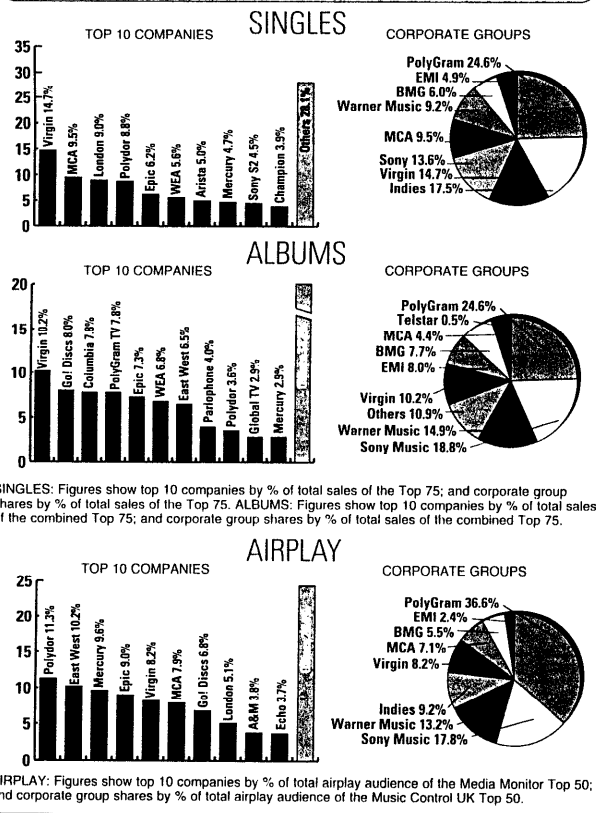 SINGLES
TOP 10 COMPANIES
35
30
25
20
15
10
5
0
Virgin 14.7%
MCA 9.5%
London 9.0%
Polydor 8.8%
Epic 6.2%
WEA 5.6%
Arista 5.0%
Mercury 4.7%
Sony S2 4.5%
Champion 3.9%
Others 28.1%
CORPORATE GROUPS
PolyGram 24.6%
EMI 4.9%
BMG 6.0%
Warner Music 9.2%
MCA 9.5%
Sony 13.6%
Virgin 14.7%
Indies 17.5%
ALBUMS
TOP 10 COMPANIES
20
15
10
5
0
Virgin 10.2%
Go! Discs 8.0%
Columbia 7.8%
PolyGram TV 7.8%
Epic 7.3%
WEA 6.8%
East West 6.5%
Parlophone 4.0%
Polydor 3.6%
Global TV 2.9%
Mercury 2.9%
CORPORATE GROUPS
PolyGram 24.6%
Telstar 0.5%
MCA 4.4%
BMG 7.7%
EMI 8.0%
Virgin 10.2%
Others 10.9%
Warner Music 14.9%
Sony Music 18.8%
SINGLES: Figures show top 10 companies by % of total sales of the Top 75; and corporate group
hares by % of total sales of the Top 75. ALBUMS: Figures show top 10 companies by % of total sales
f the combined Top 75; and corporate group shares by % of total sales of the combined Top 75.
AIRPLAY
TOP 10 COMPANIES
25
20
15
10
5
0
Polydor 11.3%
East West 10.2%
Mercury 9.6%
Epic 9.0%
Virgin 8.2%
MCA 7.9%
Go! Discs 6.8%
London 5.1%
A&M 3.8%
Echo 3.7%
CORPORATE GROUPS
PolyGram 36.6%
EMI 2.4%
BMG 5.5%
MCA 7.1%
Virgin 8.2%
Indies 9.2%
Warner Music 13.2%
Sony Music 17.8%
IRPLAY: Figures show top 10 companies by % of total airplay audience of the Media Monitor Top 50;
nd corporate group shares by % of total airplay audience of the Music Control UK Top 50.